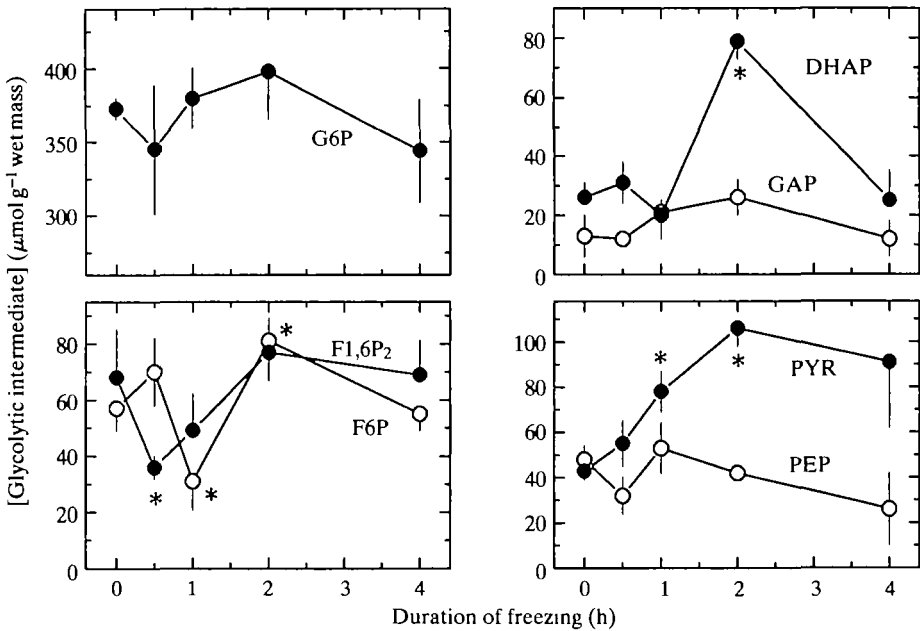 [Glycolytic intermediate] (μmol g⁻¹ wet mass)
400
350
300
G6P
80
60
40
20
0
DHAP
*
GAP
80
60
40
20
0
*
F1,6P₂
F6P
*
*
0 1 2 3 4
100
80
60
40
20
0
*
*
PYR
PEP
0 1 2 3 4
Duration of freezing (h)